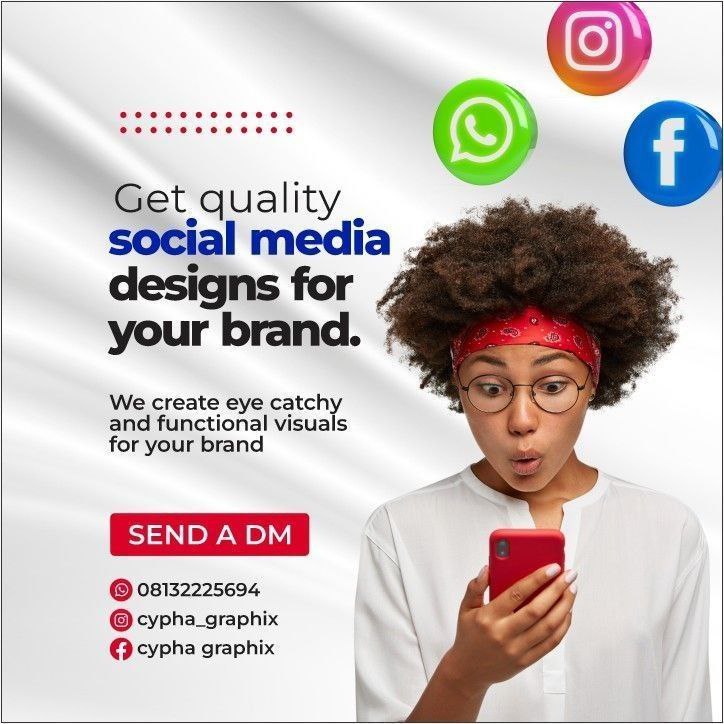 Get quality
social media
designs for
your brand.
We create eye catchy
and functional visuals
for your brand
SEND A DM
08132225694
cypha_graphix
cypha graphix